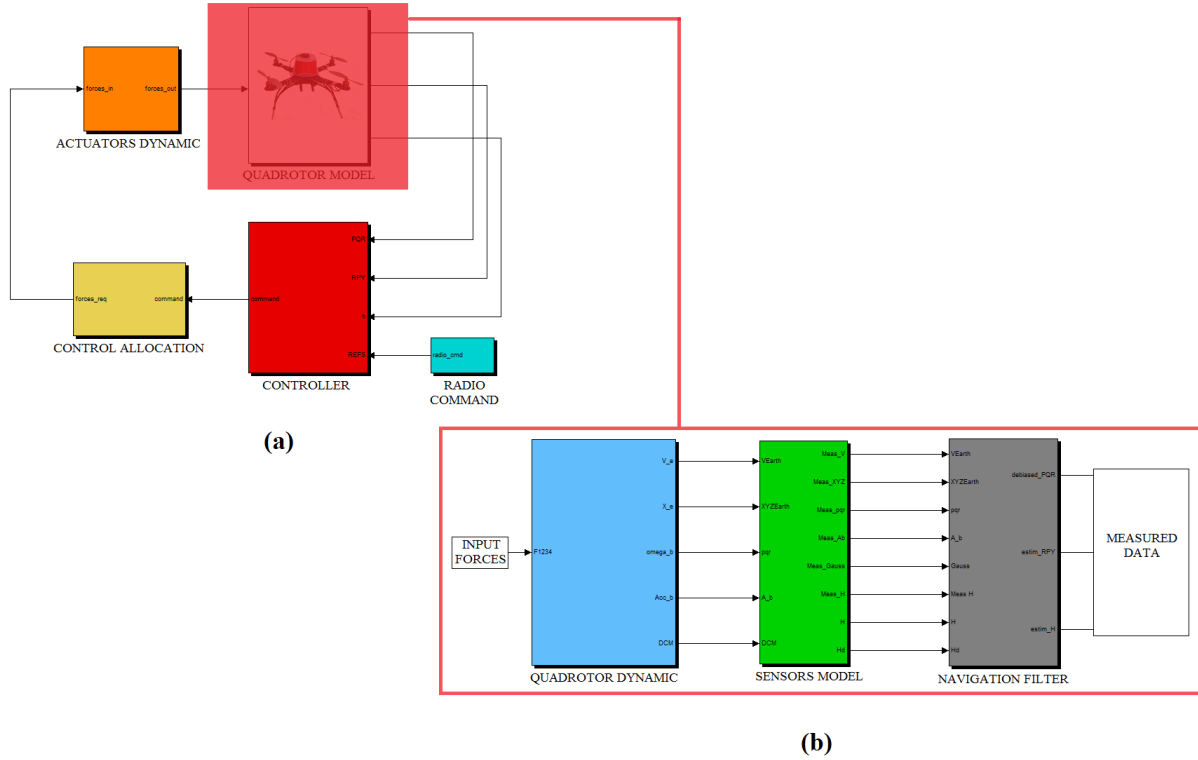 forces_in
forces_out
ACTUATORS DYNAMIC
QUADROTOR MODEL
PQR
RPY
h
REFS
command
CONTROLLER
forces_req
command
CONTROL ALLOCATION
radio_cmd
RADIO
COMMAND
(a)
INPUT
FORCES
F1234
V_e
X_e
omega_b
Acc_b
DCM
QUADROTOR DYNAMIC
VEarth
XYZEarth
pqr
A_b
DCM
Meas_V
Meas_XYZ
Meas_pqr
Meas_Ab
Meas_Gauss
Meas_H
H
Hd
SENSORS MODEL
VEarth
XYZEarth
pqr
A_b
Gauss
Meas H
H
Hd
debiased_PQR
estim_RPY
estim_H
NAVIGATION FILTER
MEASURED
DATA
(b)